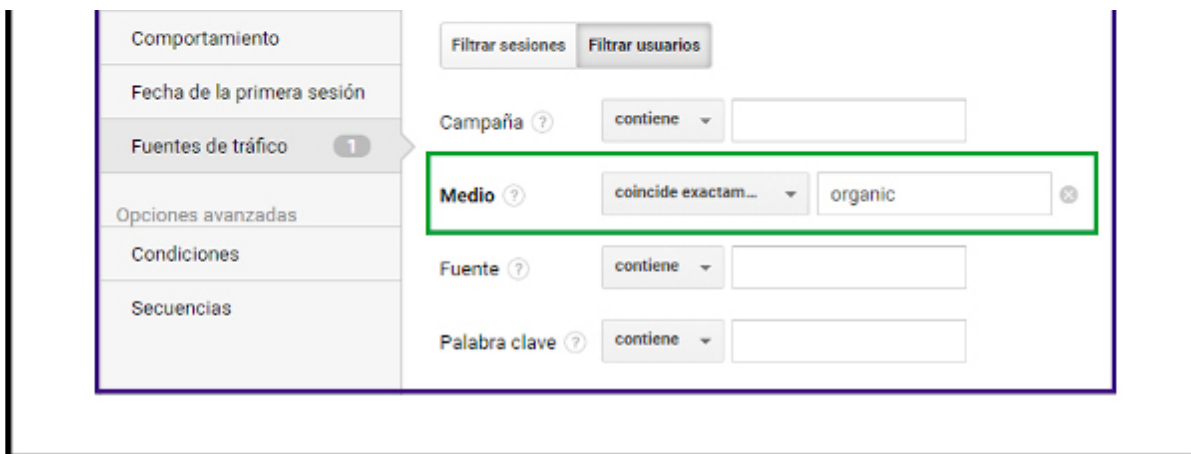 Comportamiento
Fecha de la primera sesión
Fuentes de tráfico 1
Opciones avanzadas
Condiciones
Secuencias
Filtrar sesiones Filtrar usuarios
Campaña ? contiene
Medio ? coincide exactam... organic
Fuente ? contiene
Palabra clave ? contiene